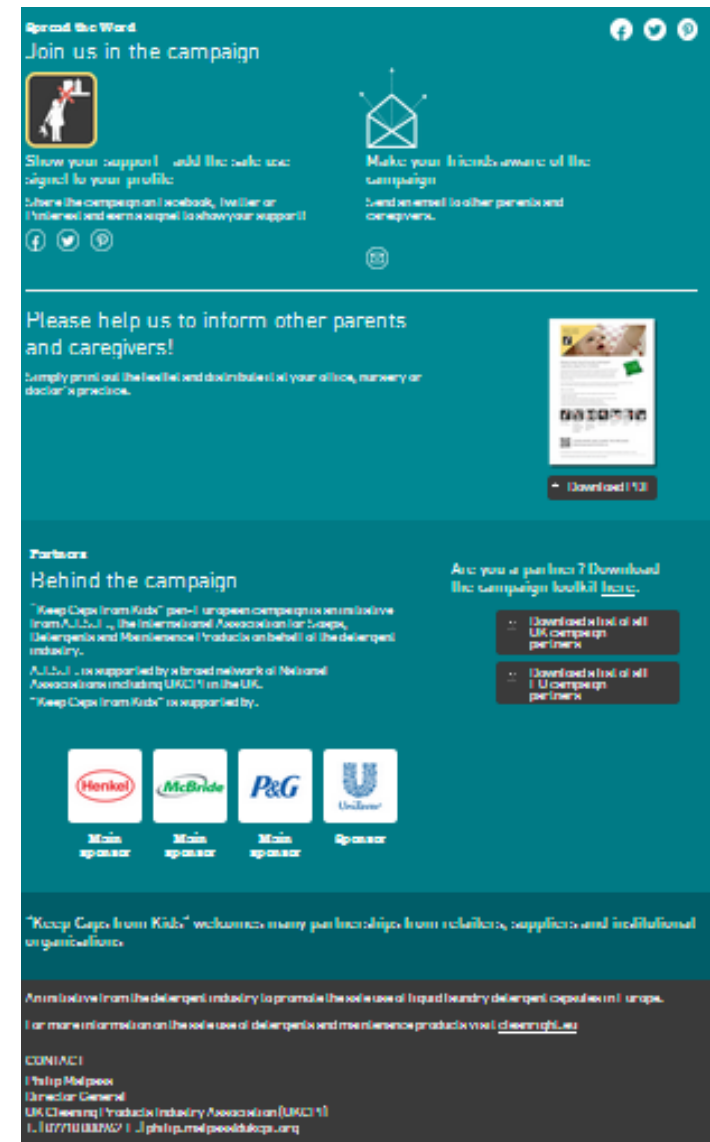 Spread the Word
Join us in the campaign
Show your support - add the safe use
signet to your profile
Share the campaign on Facebook, Twitter or
Pinterest and earn a signet to show your support!
Make your friends aware of the
campaign
Send an email to other parents and
caregivers.
Please help us to inform other parents
and caregivers!
Simply print out the leaflet and distribute it at your office, nursery or
doctor's practice.
Download PDF
Partners
Behind the campaign
"Keep Caps from Kids" pan-European campaign is an initiative
from A.I.S.E., the International Association for Soaps,
Detergents and Maintenance Products on behalf of the detergent
industry.
A.I.S.E. is supported by a broad network of National
Associations including UKCPI in the UK.
"Keep Caps from Kids" is supported by.
Are you a partner? Download
the campaign toolkit here.
Download a list of all
UK campaign
partners
Download a list of all
EU campaign
partners
Henkel
McBride
P&G
Unilever
Main
sponsor
Main
sponsor
Main
sponsor
Sponsor
"Keep Caps from Kids" welcomes many partnerships from retailers, suppliers and institutional
organisations
An initiative from the detergent industry to promote the safe use of liquid laundry detergent capsules in Europe.
For more information on the safe use of detergents and maintenance products visit cleanright.eu
CONTACT
Philip Malpass
Director General
UK Cleaning Products Industry Association (UKCPI)